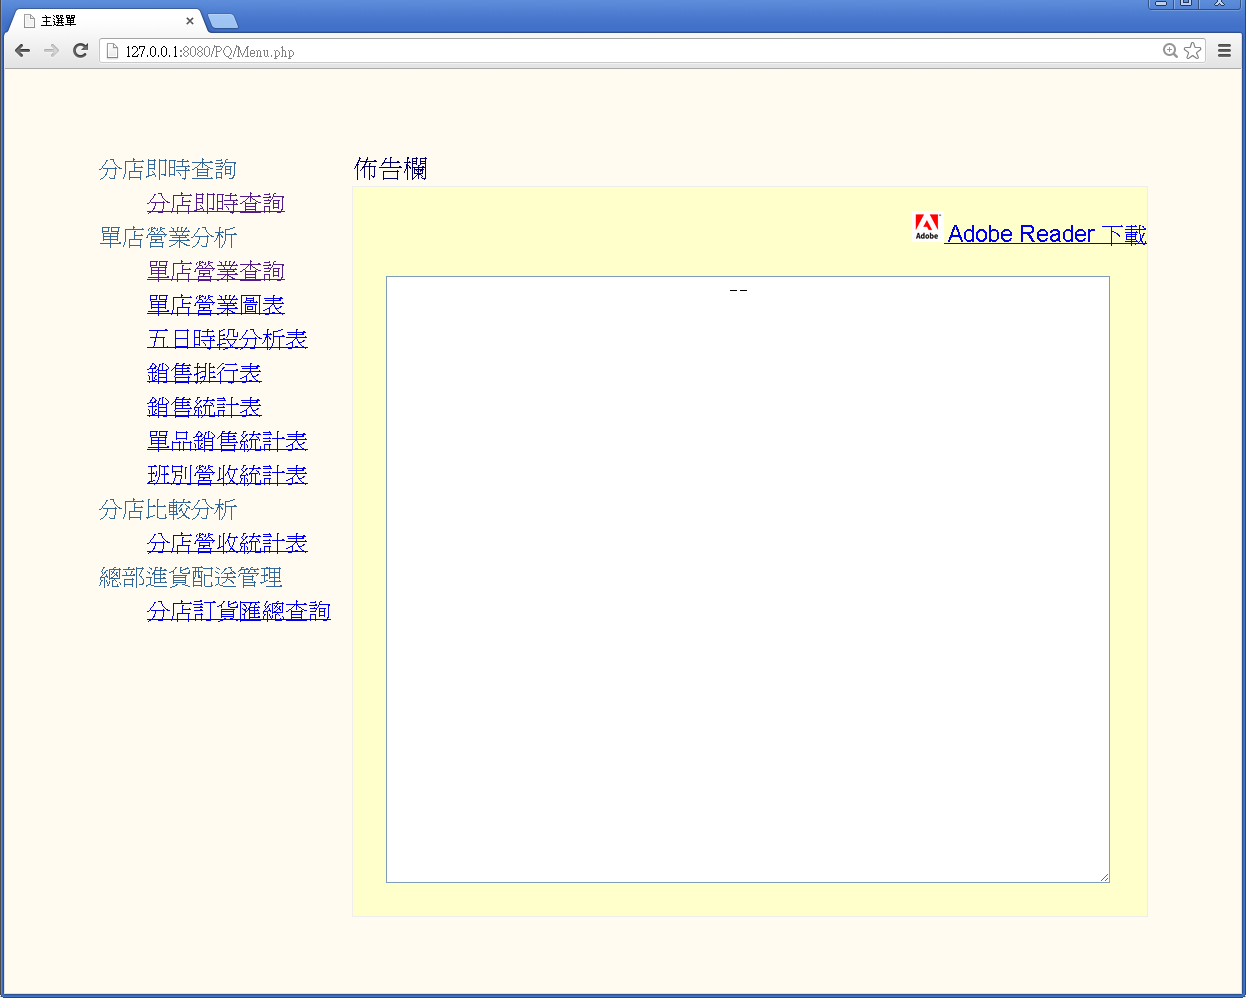 主選單
127.0.0.1:8080/PQ/Menu.php
分店即時查詢
分店即時查詢
單店營業分析
單店營業查詢
單店營業圖表
五日時段分析表
銷售排行表
銷售統計表
單品銷售統計表
班別營收統計表
分店比較分析
分店營收統計表
總部進貨配送管理
分店訂貨匯總查詢
佈告欄
Adobe
Adobe Reader 下載
--